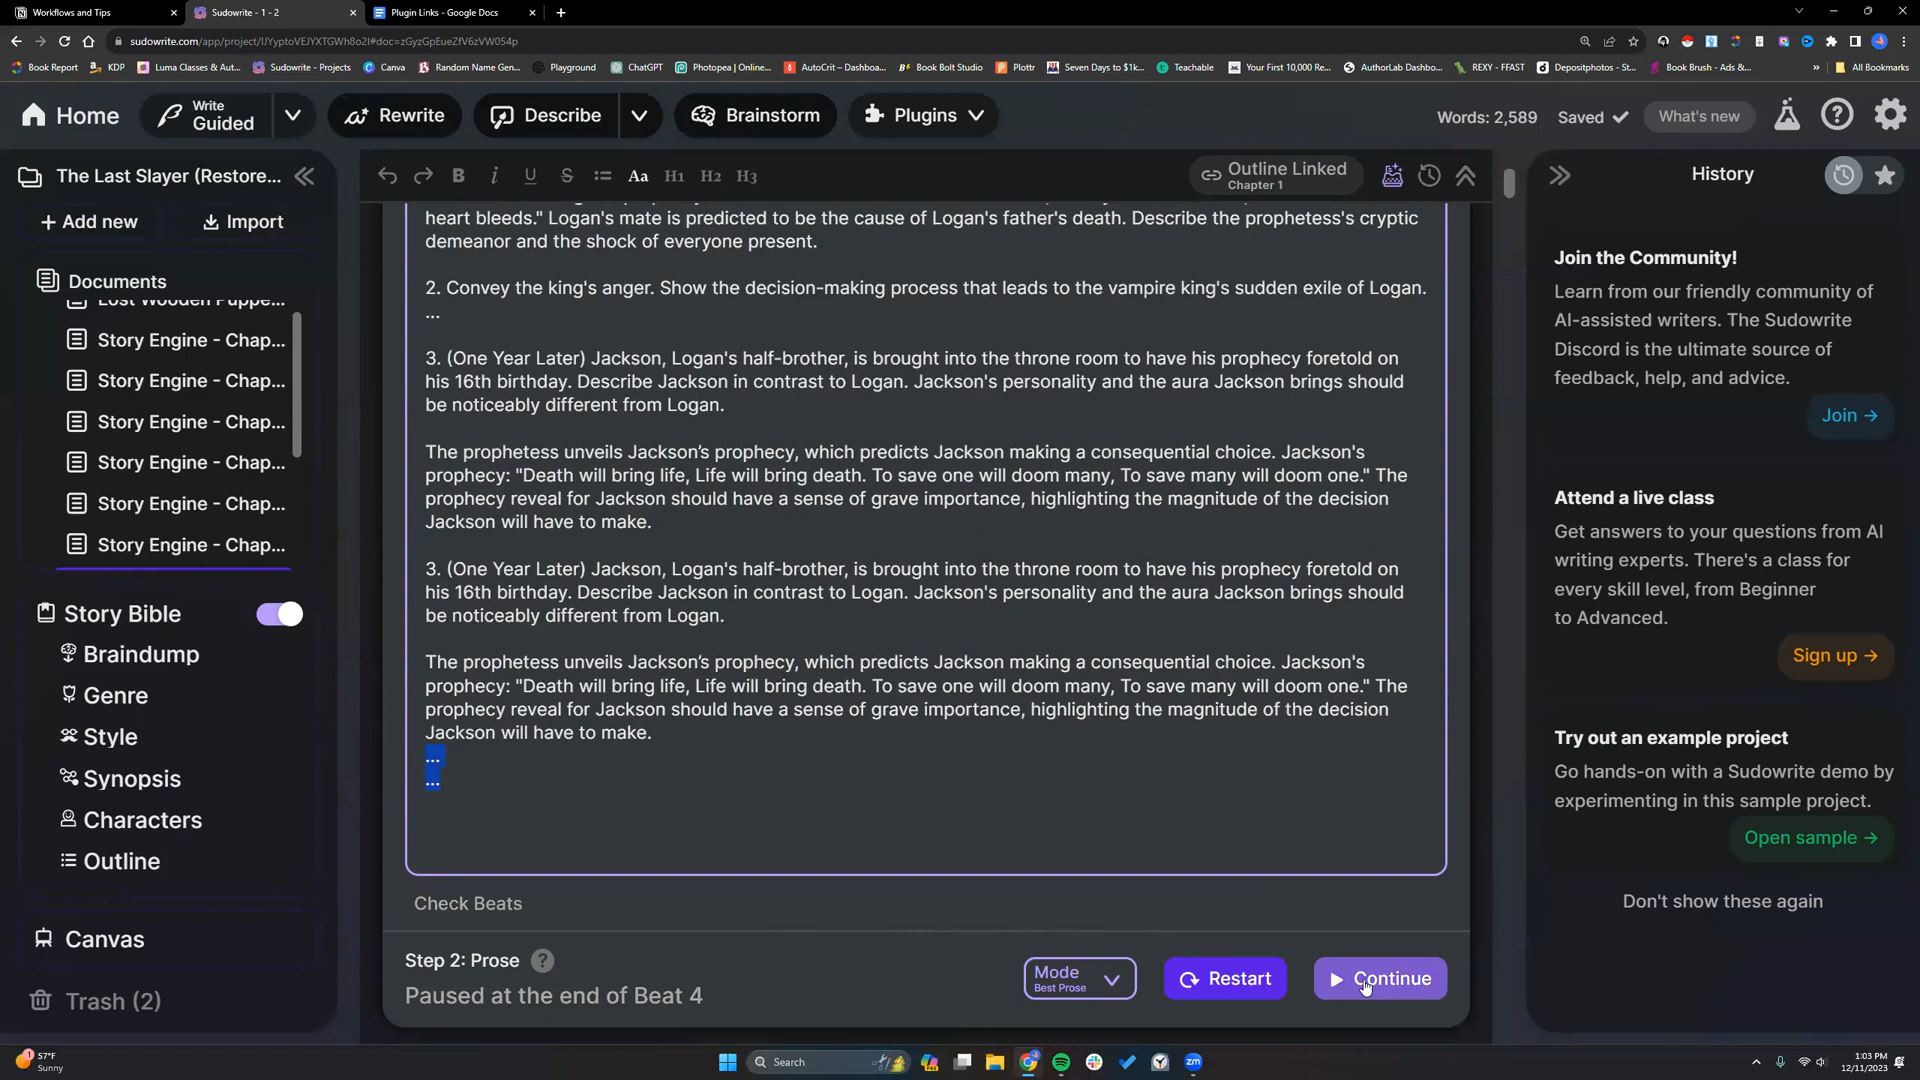 Workflows and Tips
Sudowrite - 1 - 2
Plugin Links - Google Docs
sudowrite.com/app/project/IJYyptoVEJYXTGWh8o2I#doc=zGyzGpEueZfV6zVW054p
Book Report
KDP
Luma Classes & Aut...
Sudowrite - Projects
Canva
Random Name Gen...
Playground
ChatGPT
Photopea | Online...
AutoCrit – Dashboa...
Book Bolt Studio
Plottr
Seven Days to $1k...
Teachable
Your First 10,000 Re...
AuthorLab Dashbo...
REXY - FFAST
Depositphotos - St...
Book Brush - Ads &...
All Bookmarks
Home
Write
Guided
Rewrite
Describe
Brainstorm
Plugins
Words: 2,589
Saved
What's new
The Last Slayer (Restore...
B
i
U
S
Aa
H1
H2
H3
Outline Linked
Chapter 1
History
+ Add new
Import
Documents
Lost Wooden Puppe...
Story Engine - Chap...
Story Engine - Chap...
Story Engine - Chap...
Story Engine - Chap...
Story Engine - Chap...
Story Engine - Chap...
Story Bible
Braindump
Genre
Style
Synopsis
Characters
Outline
Canvas
Trash (2)
heart bleeds." Logan's mate is predicted to be the cause of Logan's father's death. Describe the prophetess's cryptic
demeanor and the shock of everyone present.
2. Convey the king's anger. Show the decision-making process that leads to the vampire king's sudden exile of Logan.
...
3. (One Year Later) Jackson, Logan's half-brother, is brought into the throne room to have his prophecy foretold on
his 16th birthday. Describe Jackson in contrast to Logan. Jackson's personality and the aura Jackson brings should
be noticeably different from Logan.
The prophetess unveils Jackson’s prophecy, which predicts Jackson making a consequential choice. Jackson's
prophecy: "Death will bring life, Life will bring death. To save one will doom many, To save many will doom one." The
prophecy reveal for Jackson should have a sense of grave importance, highlighting the magnitude of the decision
Jackson will have to make.
3. (One Year Later) Jackson, Logan's half-brother, is brought into the throne room to have his prophecy foretold on
his 16th birthday. Describe Jackson in contrast to Logan. Jackson's personality and the aura Jackson brings should
be noticeably different from Logan.
The prophetess unveils Jackson’s prophecy, which predicts Jackson making a consequential choice. Jackson's
prophecy: "Death will bring life, Life will bring death. To save one will doom many, To save many will doom one." The
prophecy reveal for Jackson should have a sense of grave importance, highlighting the magnitude of the decision
Jackson will have to make.
...
...
Check Beats
Step 2: Prose
Paused at the end of Beat 4
Mode
Best Prose
Restart
Continue
Join the Community!
Learn from our friendly community of
AI-assisted writers. The Sudowrite
Discord is the ultimate source of
feedback, help, and advice.
Join →
Attend a live class
Get answers to your questions from AI
writing experts. There's a class for
every skill level, from Beginner
to Advanced.
Sign up →
Try out an example project
Go hands-on with a Sudowrite demo by
experimenting in this sample project.
Open sample →
Don't show these again
57°F
Sunny
Search
1:03 PM
12/11/2023